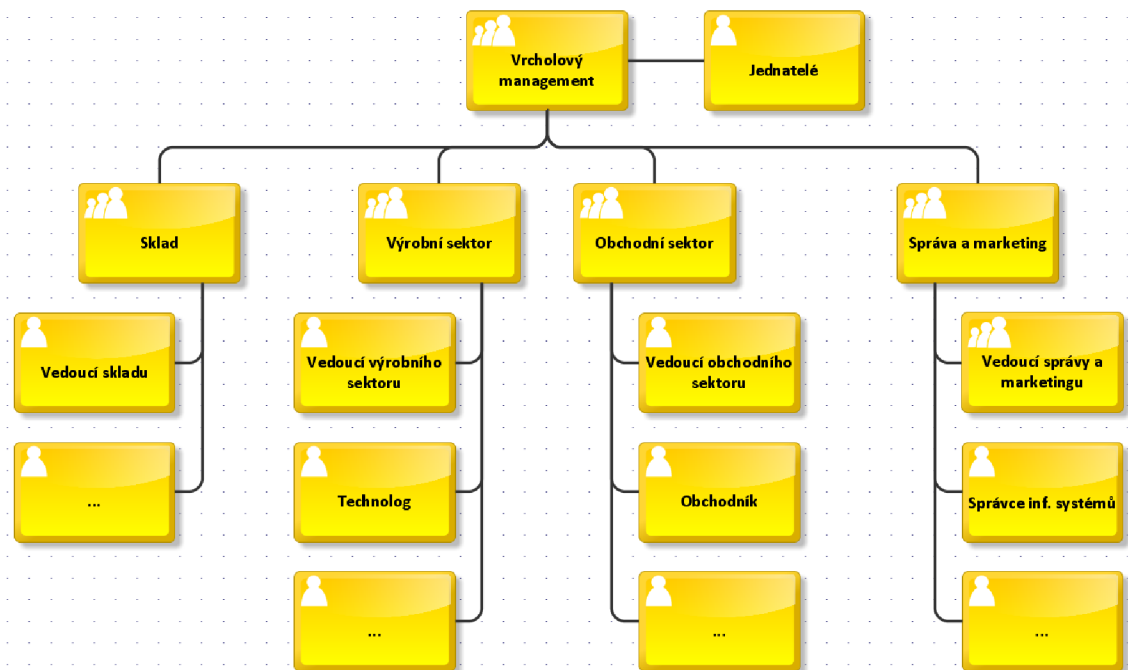 Vrcholový
management
Jednatelé
Sklad
Výrobní sektor
Obchodní sektor
Správa a marketing
Vedoucí skladu
Vedoucí výrobního
sektoru
Vedoucí obchodního
sektoru
Vedoucí správy a
marketingu
...
Technolog
Obchodník
Správce inf. systémů
...
...
...